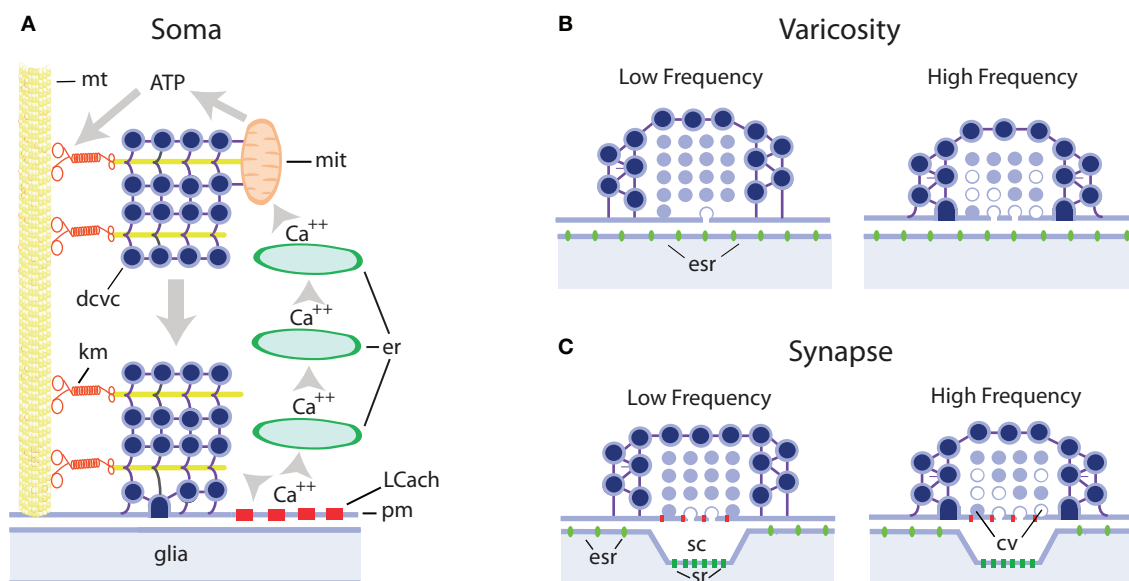 A
Soma
mt
ATP
mit
Ca++
dcvc
Ca++
km
er
Ca++
Ca++
LCach
pm
glia
B
Varicosity
Low Frequency
High Frequency
esr
C
Synapse
Low Frequency
High Frequency
esr
sc
sr
cv